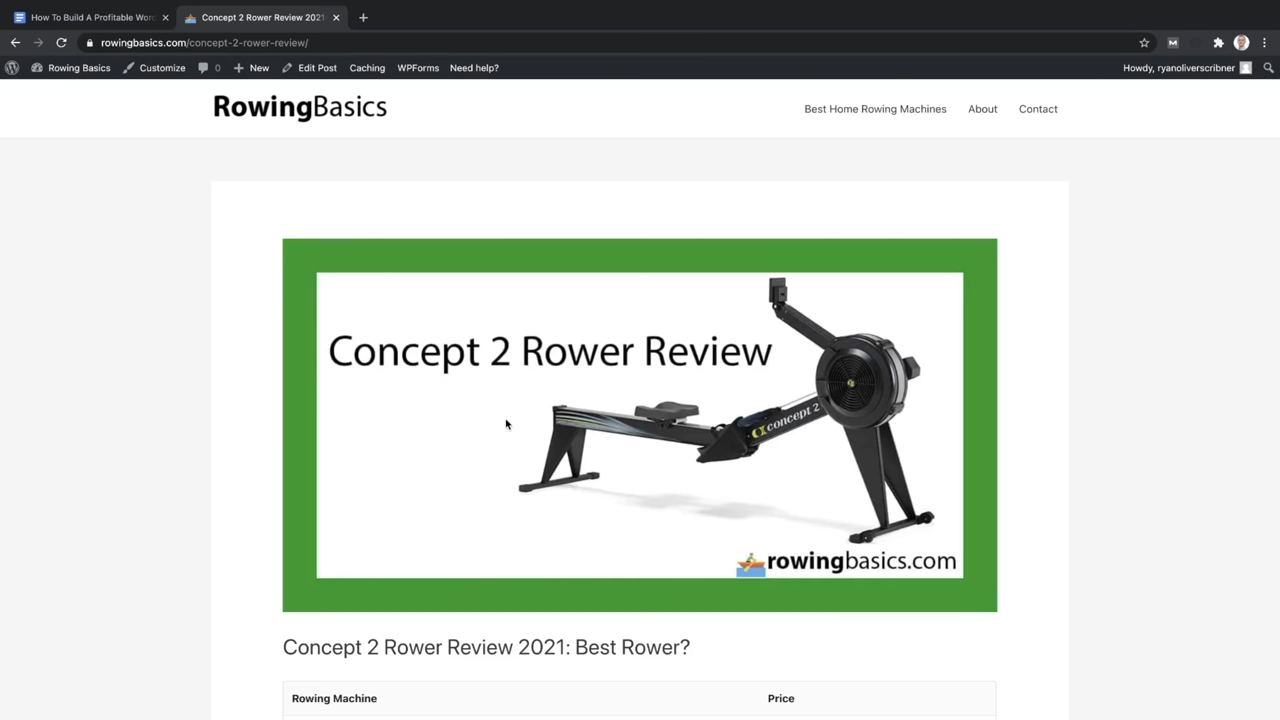 How To Build A Profitable Wor
Concept 2 Rower Review 2021
rowingbasics.com/concept-2-rower-review/
Rowing Basics Customize 0 New Edit Post Caching WPForms Need help? Howdy, ryanoliverscribner
RowingBasics
Best Home Rowing Machines About Contact
Concept 2 Rower Review
concept 2
rowingbasics.com
Concept 2 Rower Review 2021: Best Rower?
Rowing Machine Price